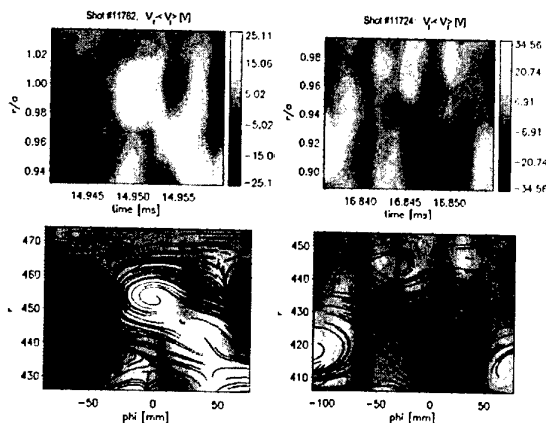 Shot #11762; V_f-< V_f> [V]
Shot #11724; V_f-< V_f> [V]
r/a
1.02
1.00
0.98
0.96
0.94
25.11
15.06
5.02
-5.02
-15.0
-25.1
14.945 14.950 14.955
time [ms]
r/a
0.98
0.96
0.94
0.92
0.90
34.56
20.74
6.91
-6.91
-20.74
-34.56
16.840 16.845 16.850
time [ms]
r
470
460
450
440
430
-50 0 50
phi [mm]
r
450
440
430
420
410
-100 -50 0 50
phi [mm]